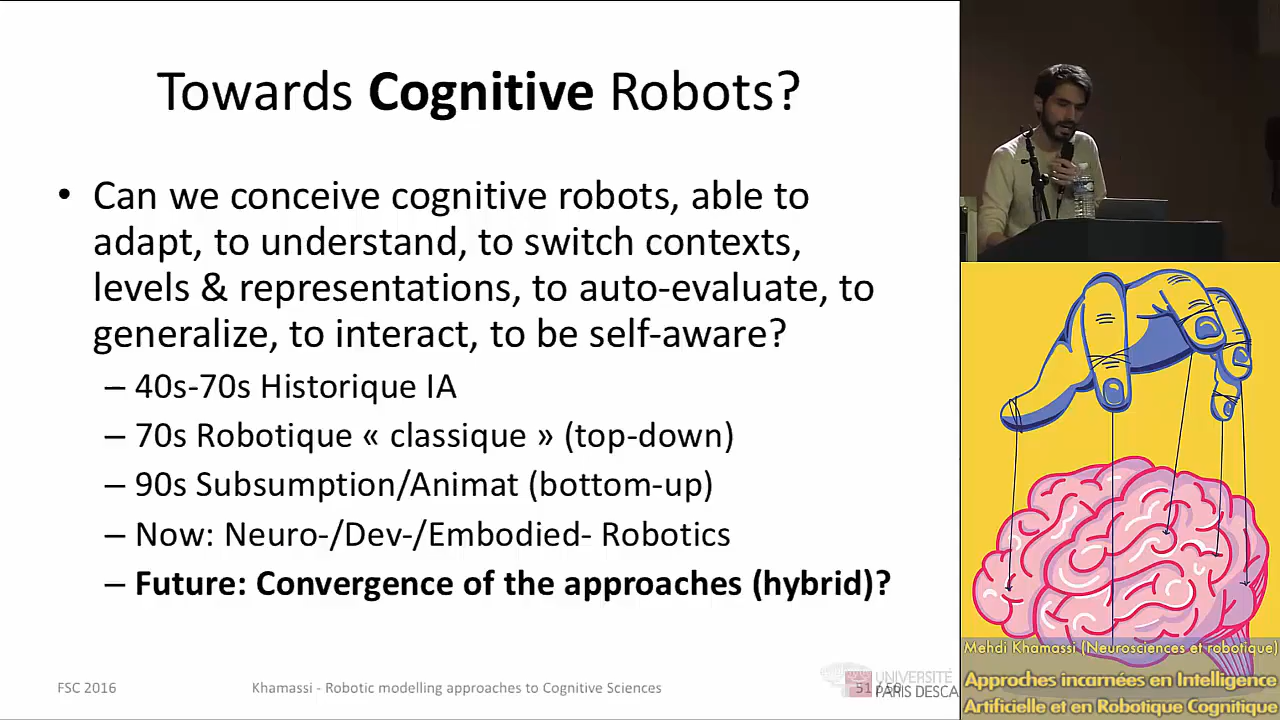 Towards Cognitive Robots?
• Can we conceive cognitive robots, able to
adapt, to understand, to switch contexts,
levels & representations, to auto-evaluate, to
generalize, to interact, to be self-aware?
– 40s-70s Historique IA
– 70s Robotique « classique » (top-down)
– 90s Subsumption/Animat (bottom-up)
– Now: Neuro-/Dev-/Embodied- Robotics
– Future: Convergence of the approaches (hybrid)?
FSC 2016
Khamassi - Robotic modelling approaches to Cognitive Sciences
51
UNIVERSITÉ
PARIS DESCA
Mehdi Khamassi (Neurosciences et robotique)
Approches incarnées en Intelligence
Artificielle et en Robotique Cognitique